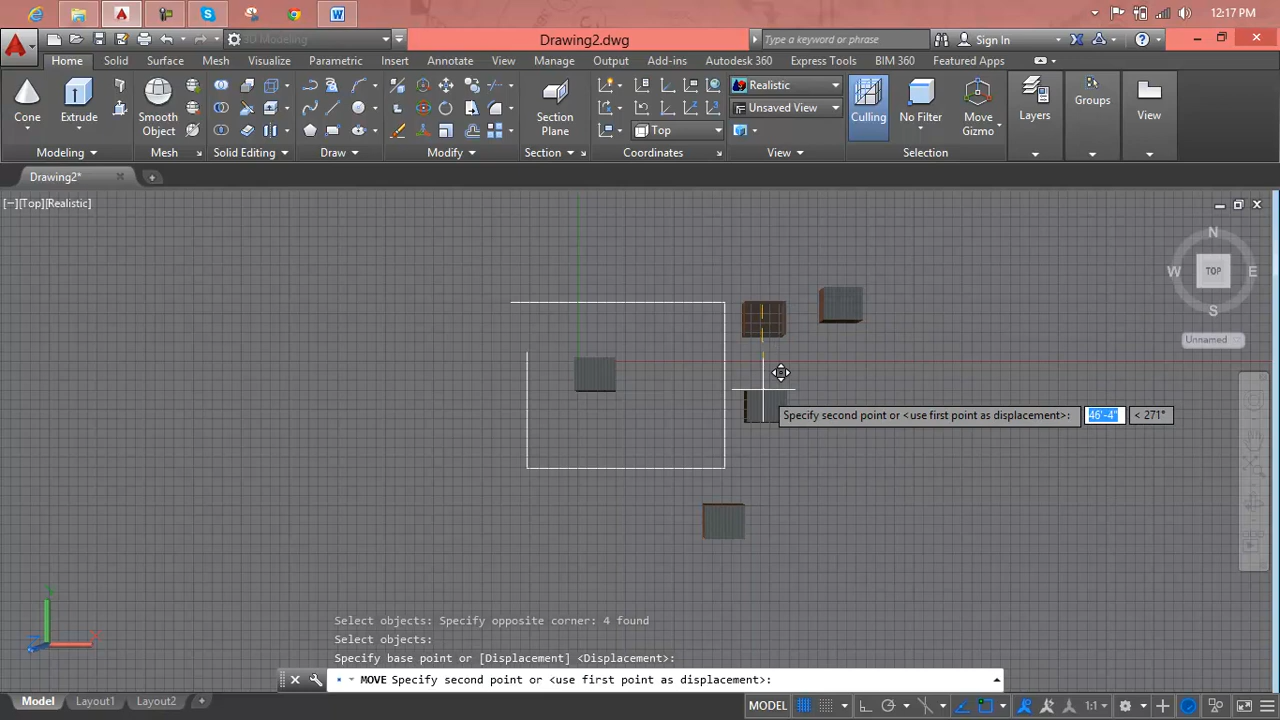 12:17 PM
3D Modeling
Drawing2.dwg
Type a keyword or phrase
Sign In
Home Solid Surface Mesh Visualize Parametric Insert Annotate View Manage Output Add-ins Autodesk 360 Express Tools BIM 360 Featured Apps
Cone
Extrude
Smooth Object
Section Plane
Top
Realistic
Unsaved View
Culling
No Filter
Move Gizmo
Layers
Groups
View
Modeling
Mesh
Solid Editing
Draw
Modify
Section
Coordinates
View
Selection
Drawing2*
[−][Top][Realistic]
N
W TOP E
S
Unnamed
Specify second point or <use first point as displacement>: 46'-4" < 271°
Select objects: Specify opposite corner: 4 found
Select objects:
Specify base point or [Displacement] <Displacement>:
MOVE Specify second point or <use first point as displacement>:
Model Layout1 Layout2
MODEL
1:1